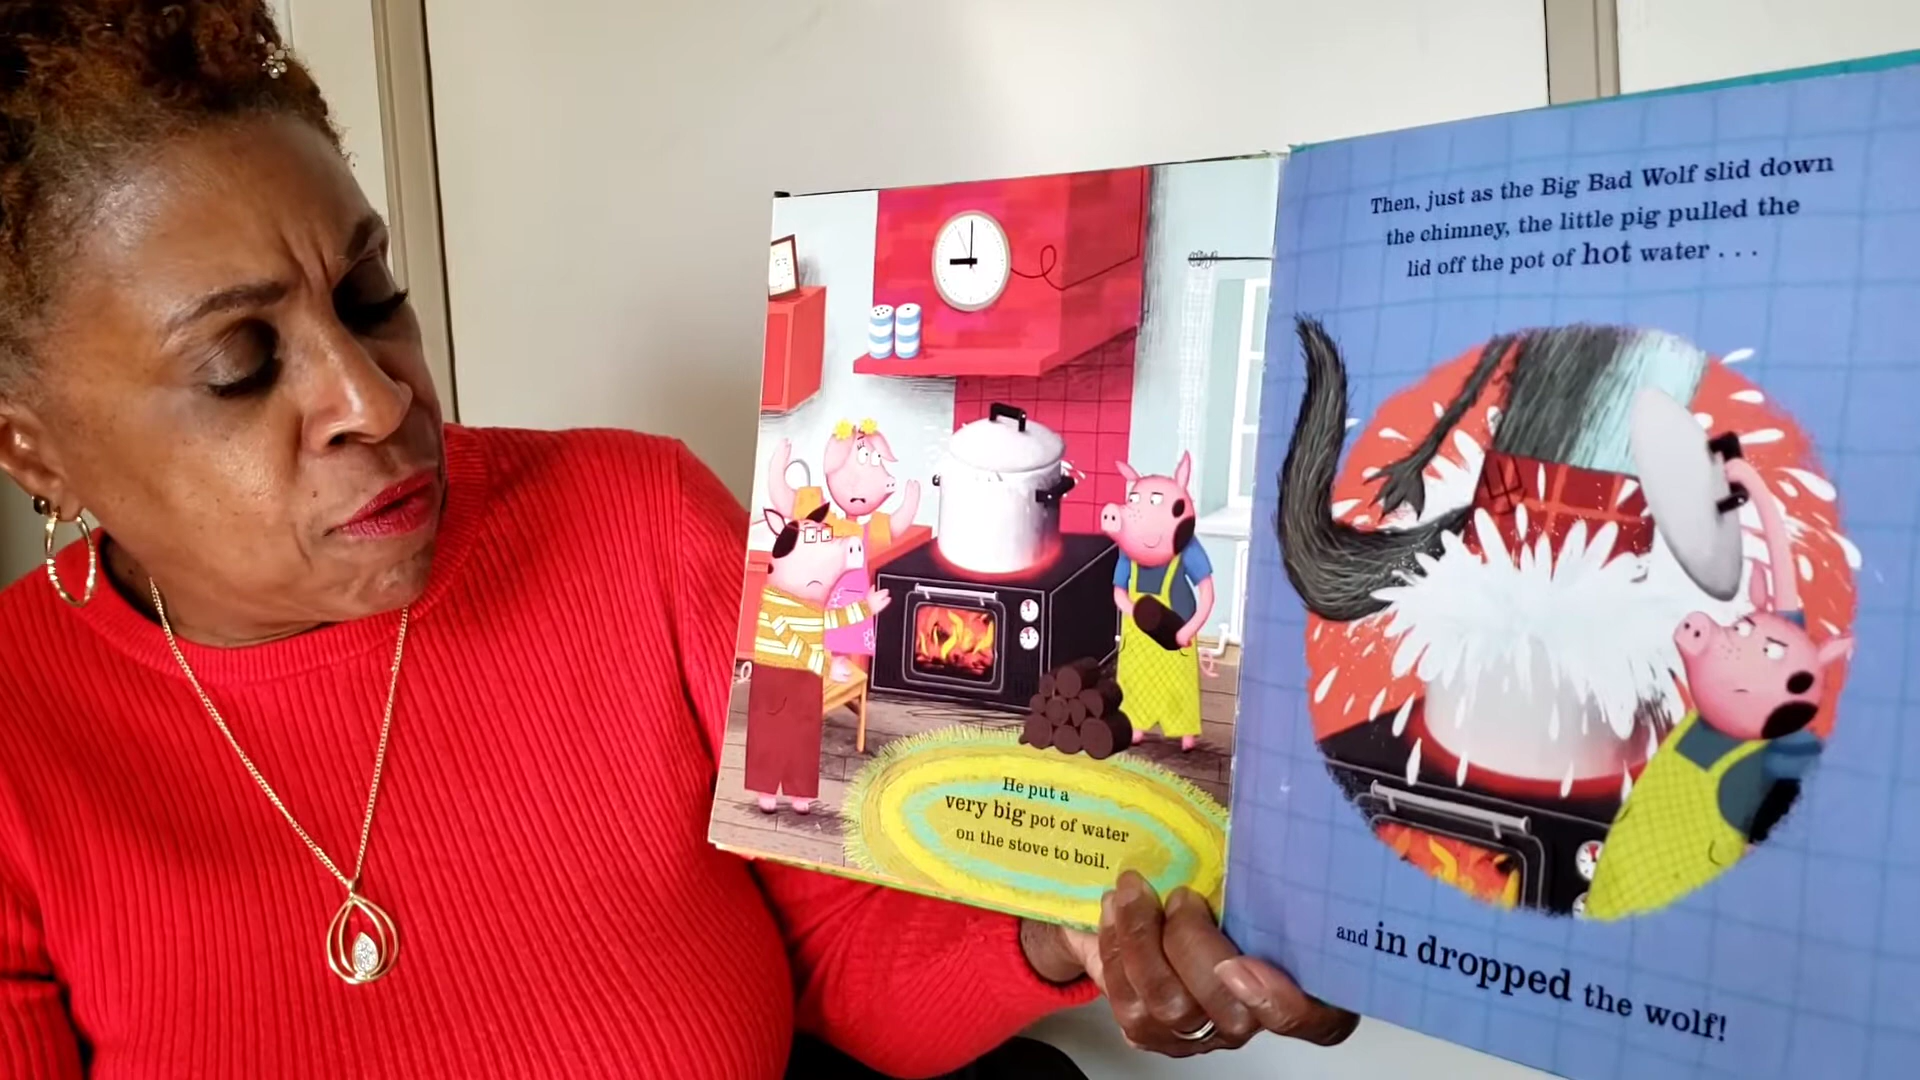 He put a
very big pot of water
on the stove to boil.
Then, just as the Big Bad Wolf slid down
the chimney, the little pig pulled the
lid off the pot of hot water . . .
and in dropped the wolf!